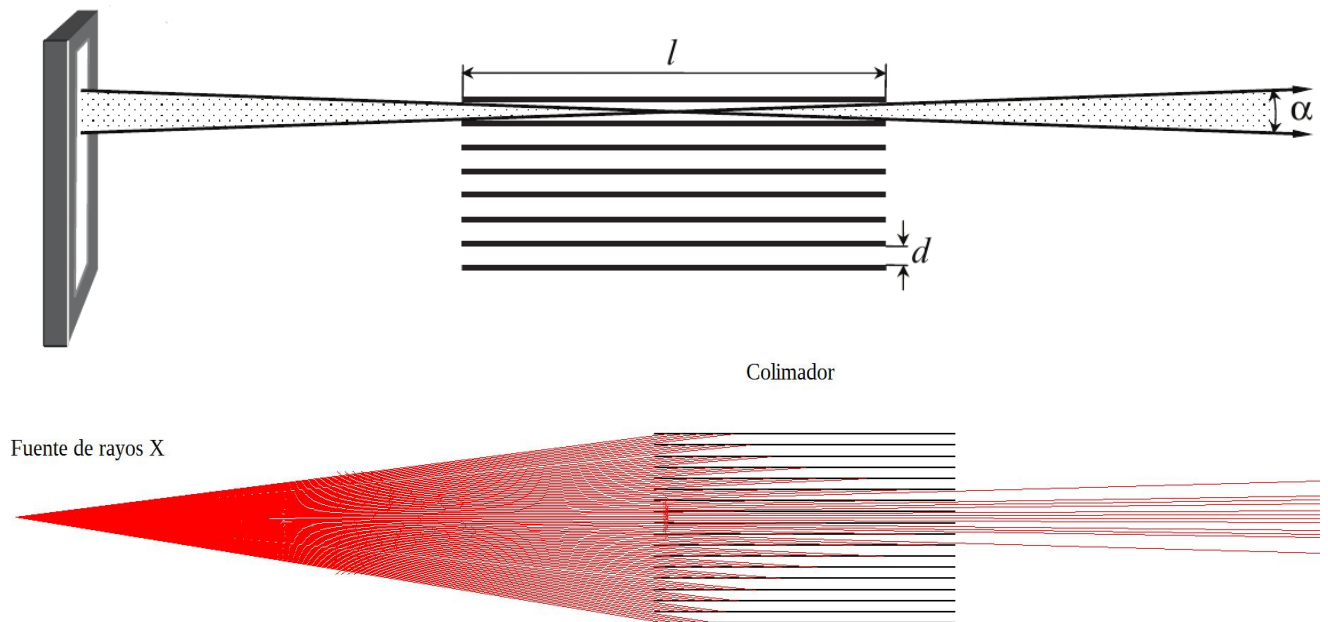 l
α
d
Colimador
Fuente de rayos X